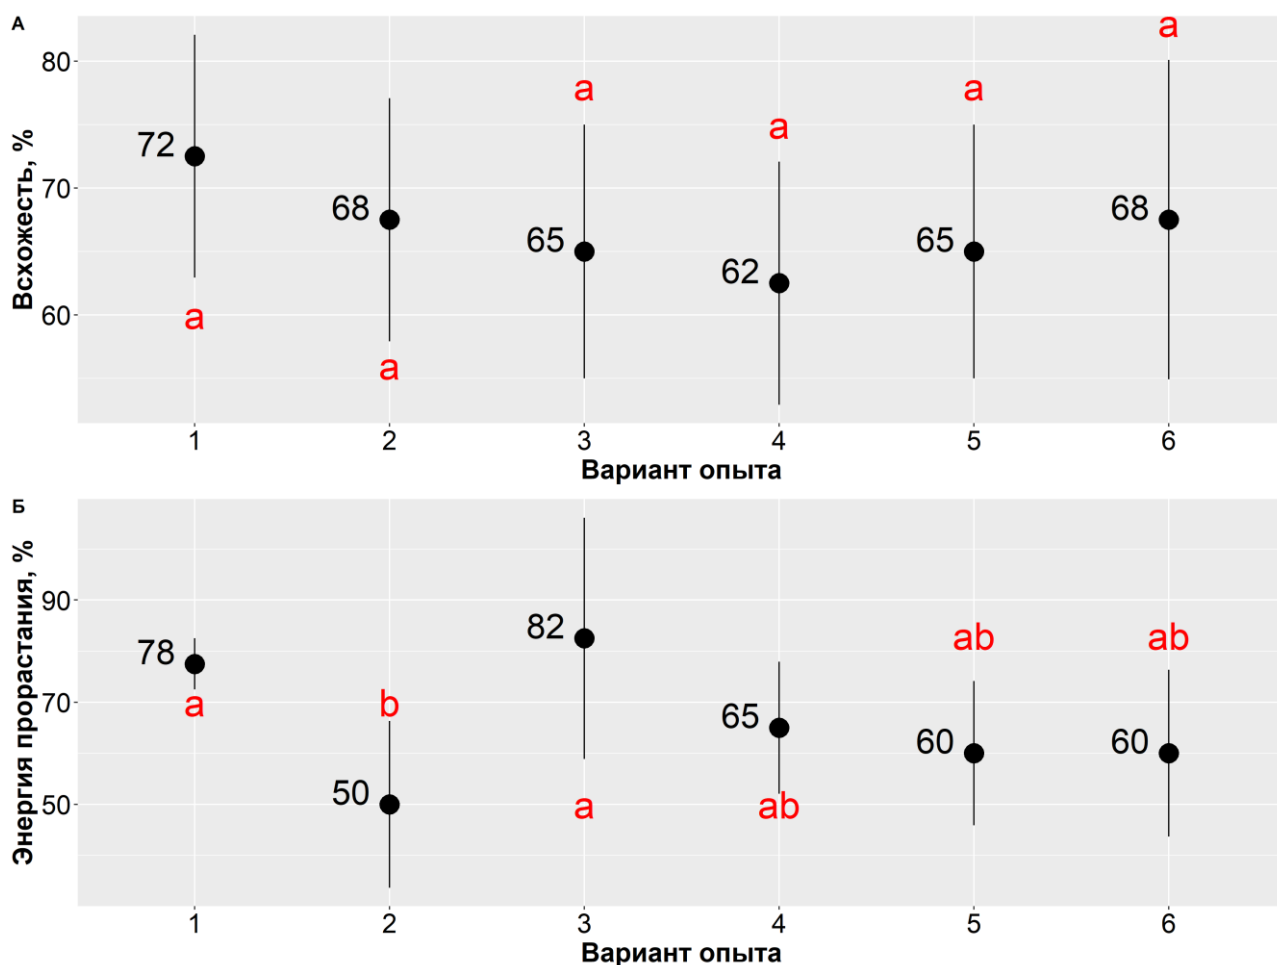 А
Всхожесть, %
80
70
60
72
68
65
62
65
68
a
a
a
a
a
a
1 2 3 4 5 6
Вариант опыта
Б
Энергия прорастания, %
90
70
50
78
50
82
65
60
60
a
b
a
ab
ab
ab
1 2 3 4 5 6
Вариант опыта